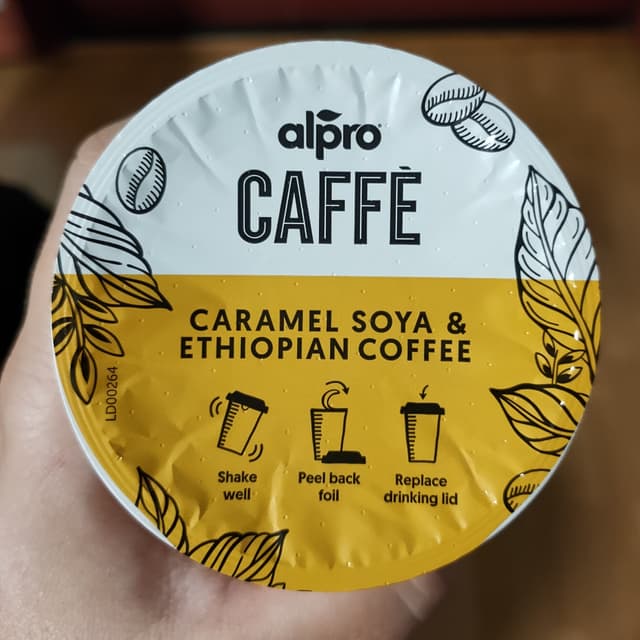 alpro
CAFFÈ
CARAMEL SOYA &
ETHIOPIAN COFFEE
Shake
well
Peel back
foil
Replace
drinking lid
LD00264